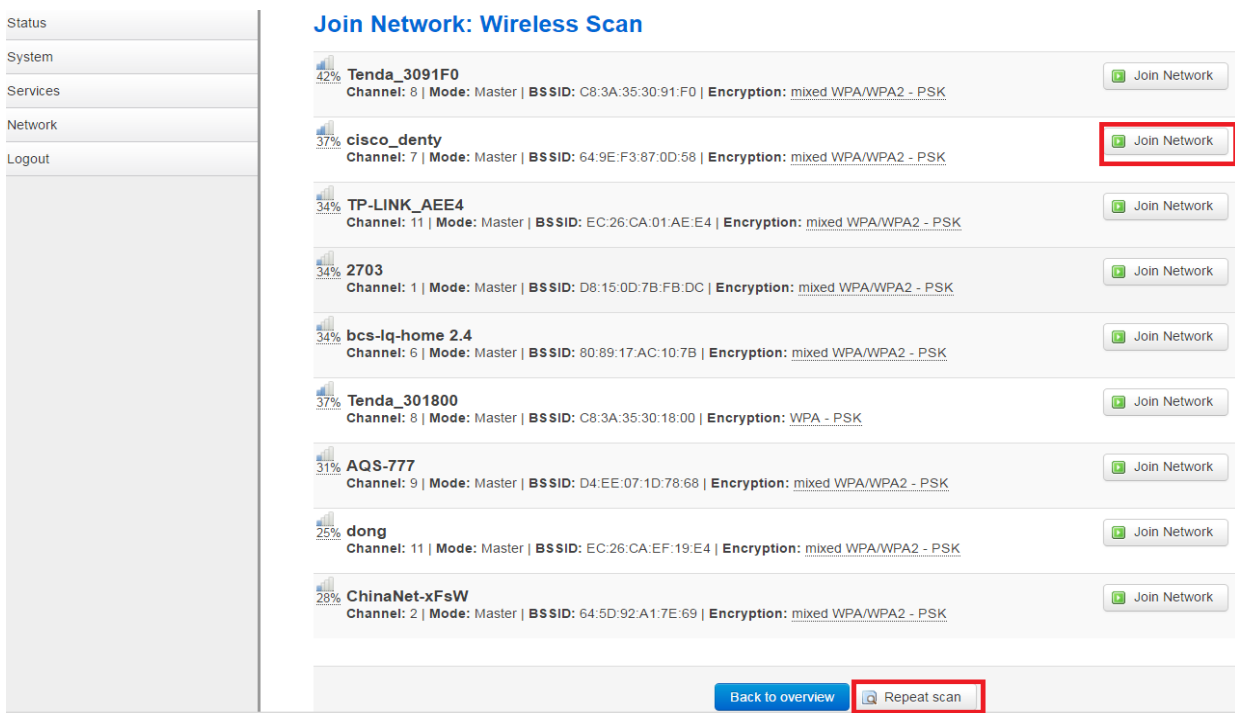 Status
System
Services
Network
Logout
Join Network: Wireless Scan
42% Tenda_3091F0
Channel: 8 | Mode: Master | BSSID: C8:3A:35:30:91:F0 | Encryption: mixed WPA/WPA2 - PSK
Join Network
37% cisco_denty
Channel: 7 | Mode: Master | BSSID: 64:9E:F3:87:0D:58 | Encryption: mixed WPA/WPA2 - PSK
Join Network
34% TP-LINK_AEE4
Channel: 11 | Mode: Master | BSSID: EC:26:CA:01:AE:E4 | Encryption: mixed WPA/WPA2 - PSK
Join Network
34% 2703
Channel: 1 | Mode: Master | BSSID: D8:15:0D:7B:FB:DC | Encryption: mixed WPA/WPA2 - PSK
Join Network
34% bcs-lq-home 2.4
Channel: 6 | Mode: Master | BSSID: 80:89:17:AC:10:7B | Encryption: mixed WPA/WPA2 - PSK
Join Network
37% Tenda_301800
Channel: 8 | Mode: Master | BSSID: C8:3A:35:30:18:00 | Encryption: WPA - PSK
Join Network
31% AQS-777
Channel: 9 | Mode: Master | BSSID: D4:EE:07:1D:78:68 | Encryption: mixed WPA/WPA2 - PSK
Join Network
25% dong
Channel: 11 | Mode: Master | BSSID: EC:26:CA:EF:19:E4 | Encryption: mixed WPA/WPA2 - PSK
Join Network
28% ChinaNet-xFsW
Channel: 2 | Mode: Master | BSSID: 64:5D:92:A1:7E:69 | Encryption: mixed WPA/WPA2 - PSK
Join Network
Back to overview
Repeat scan